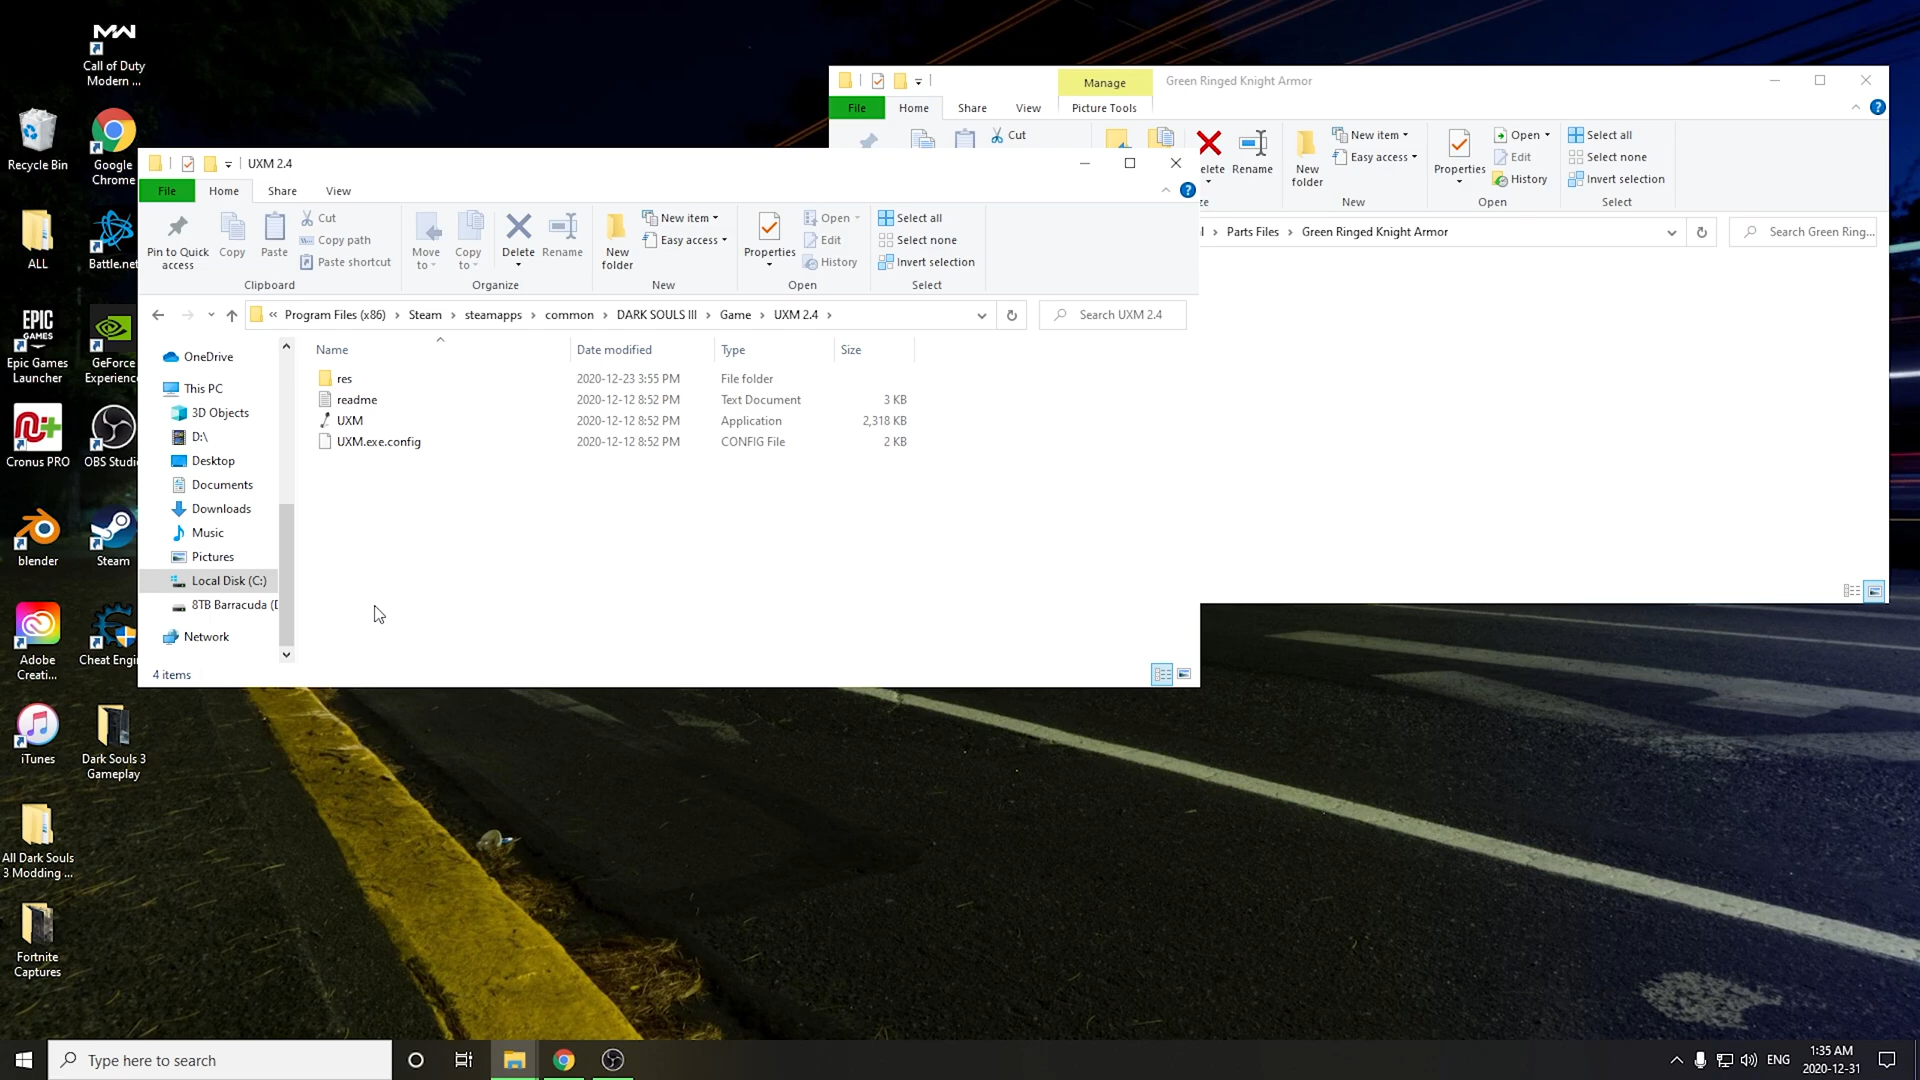 Call of Duty
Modern ...
Recycle Bin
Google
Chrome
ALL
Battle.net
Epic Games
Launcher
GeForce
Experience
Cronus PRO
OBS Studi
blender
Steam
Adobe
Creati...
Cheat Engi
iTunes
Dark Souls 3
Gameplay
All Dark Souls
3 Modding ...
Fortnite
Captures
Manage
Green Ringed Knight Armor
File
Home
Share
View
Picture Tools
Cut
elete
Rename
New
folder
New item
Easy access
Properties
Open
Edit
History
Select all
Select none
Invert selection
ze
New
Open
Select
l › Parts Files › Green Ringed Knight Armor
Search Green Ring...
UXM 2.4
File
Home
Share
View
Pin to Quick
access
Copy
Paste
Cut
Copy path
Paste shortcut
Move
to
Copy
to
Delete
Rename
New
folder
New item
Easy access
Properties
Open
Edit
History
Select all
Select none
Invert selection
Clipboard
Organize
New
Open
Select
« Program Files (x86) › Steam › steamapps › common › DARK SOULS III › Game › UXM 2.4 ›
Search UXM 2.4
Name Date modified Type Size
res 2020-12-23 3:55 PM File folder
readme 2020-12-12 8:52 PM Text Document 3 KB
UXM 2020-12-12 8:52 PM Application 2,318 KB
UXM.exe.config 2020-12-12 8:52 PM CONFIG File 2 KB
OneDrive
This PC
3D Objects
D:\
Desktop
Documents
Downloads
Music
Pictures
Local Disk (C:)
8TB Barracuda (D
Network
4 items
Type here to search
ENG
1:35 AM
2020-12-31